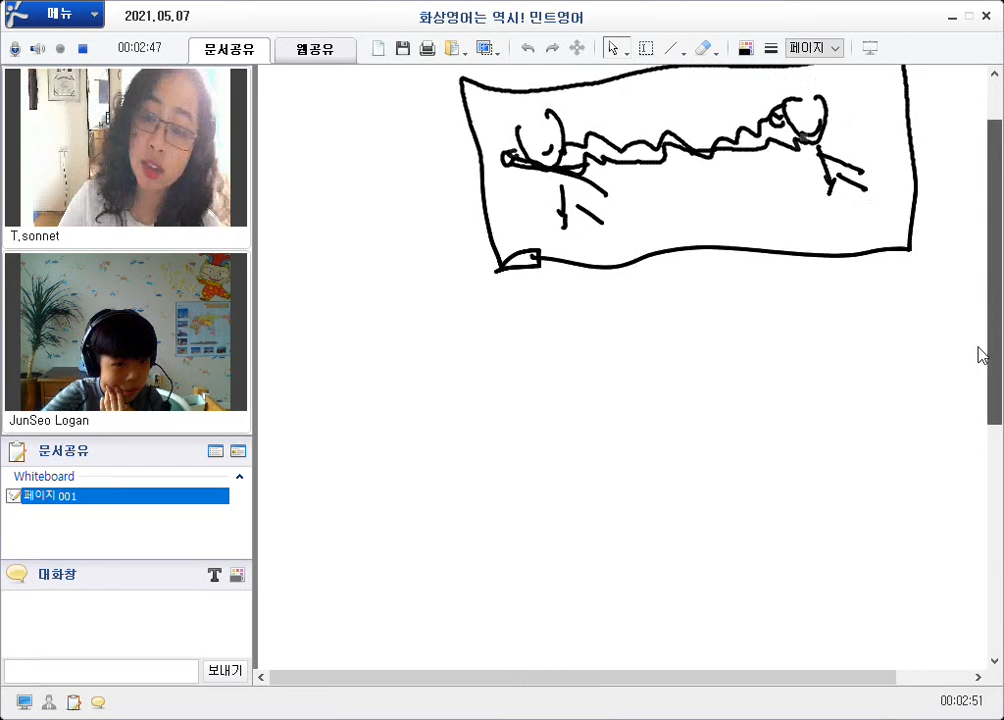 메뉴
2021.05.07
화상영어는 역시! 민트영어
00:02:47
문서공유
웹공유
페이지
T.sonnet
JunSeo Logan
문서공유
Whiteboard
페이지 001
대화창
T
보내기
00:02:51